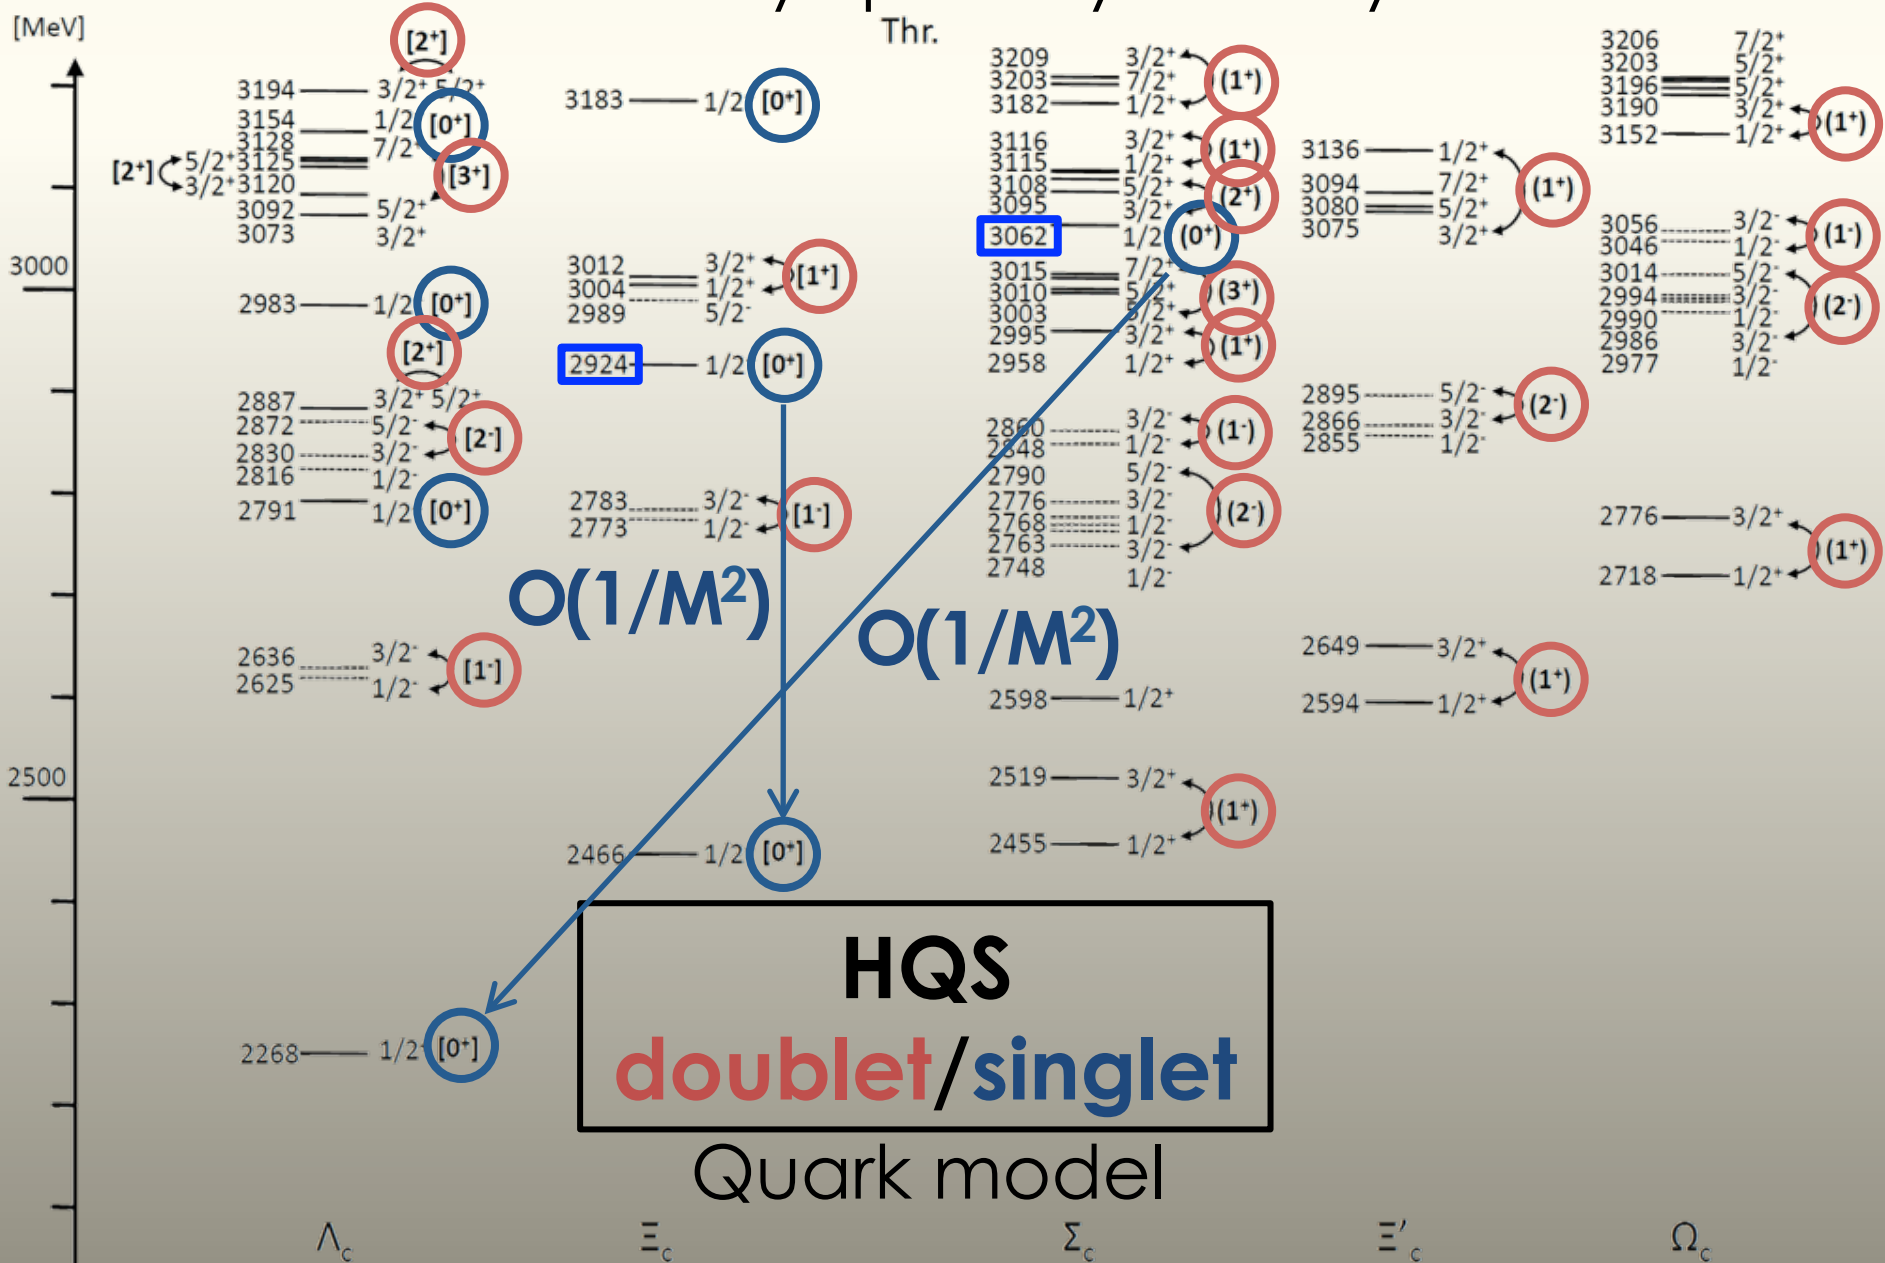 [MeV]
Thr.
3000
2500
[2⁺]
3194 3/2⁺ 5/2⁺
3154 1/2 [0⁺]
3128 7/2⁺
[2⁺] 5/2⁺ 3125 [3⁺]
3/2⁺ 3120
3092 5/2⁺
3073 3/2⁺
2983 1/2 [0⁺]
[2⁺]
2887 3/2⁺ 5/2⁺
2872 5/2⁻ [2⁻]
2830 3/2⁻
2816 1/2⁻
2791 1/2 [0⁺]
2636 3/2⁻ [1⁻]
2625 1/2⁻
2268 1/2⁺ [0⁺]
Λc
3183 1/2 [0⁺]
3012 3/2⁺ [1⁺]
3004 1/2⁺
2989 5/2⁻
2924 1/2 [0⁺]
2783 3/2⁻ [1⁻]
2773 1/2⁻
O(1/M²)
2466 1/2 [0⁺]
Ξc
3209 3/2⁺ (1⁺)
3203 7/2⁺
3182 1/2⁺
3116 3/2⁺ (1⁺)
3115 1/2⁺
3108 5/2⁺ (2⁺)
3095 3/2⁺
3062 1/2 (0⁺)
3015 7/2⁺ (3⁺)
3010 5/2⁺
3003 5/2⁺
2995 3/2⁺ (1⁺)
2958 1/2⁺
2860 3/2⁻ (1⁻)
2848 1/2⁻
2790 5/2⁻ (2⁻)
2776 3/2⁻
2768 1/2⁻
2763 3/2⁻
2748 1/2⁻
O(1/M²)
2598 1/2⁺
2519 3/2⁺ (1⁺)
2455 1/2⁺
Σc
3136 1/2⁺ (1⁺)
3094 7/2⁺
3080 5/2⁺
3075 3/2⁺
2895 5/2⁻ (2⁻)
2866 3/2⁻
2855 1/2⁻
2649 3/2⁺ (1⁺)
2594 1/2⁺
Ξ′c
3206 7/2⁺
3203 5/2⁺
3196 5/2⁺
3190 3/2⁺ (1⁺)
3152 1/2⁺
3056 3/2⁻ (1⁻)
3046 1/2⁻
3014 5/2⁻ (2⁻)
2994 3/2⁻
2990 1/2⁻
2986 3/2⁻
2977 1/2⁻
2776 3/2⁺ (1⁺)
2718 1/2⁺
Ωc
HQS
doublet/singlet
Quark model